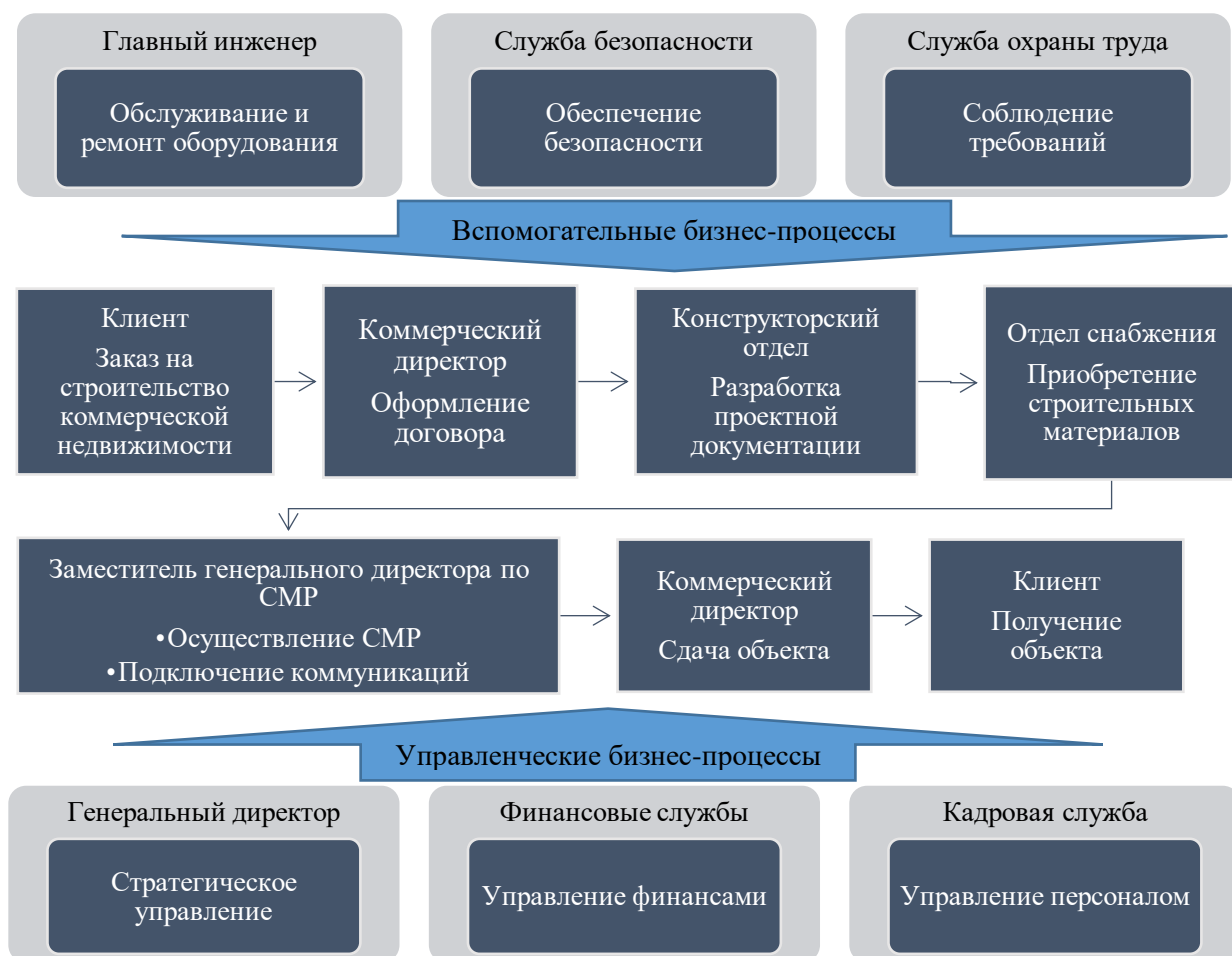 Главный инженер
Обслуживание и
ремонт оборудования
Служба безопасности
Обеспечение
безопасности
Служба охраны труда
Соблюдение
требований
Вспомогательные бизнес-процессы
Клиент
Заказ на
строительство
коммерческой
недвижимости
Коммерческий
директор
Оформление
договора
Конструкторский
отдел
Разработка
проектной
документации
Отдел снабжения
Приобретение
строительных
материалов
Заместитель генерального директора по
СМР
•Осуществление СМР
•Подключение коммуникаций
Коммерческий
директор
Сдача объекта
Клиент
Получение
объекта
Управленческие бизнес-процессы
Генеральный директор
Стратегическое
управление
Финансовые службы
Управление финансами
Кадровая служба
Управление персоналом